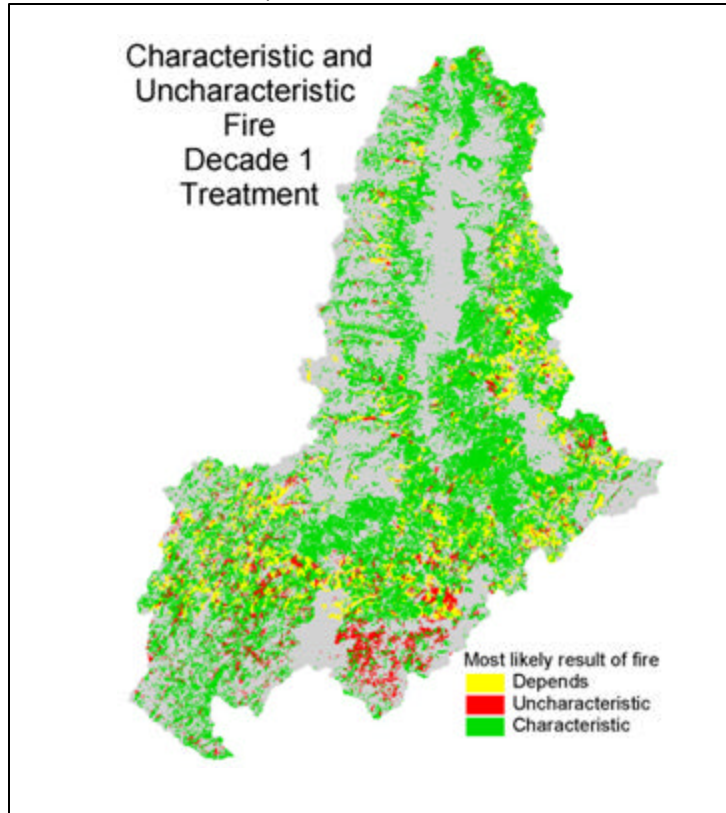 Characteristic and
Uncharacteristic
Fire
Decade 1
Treatment
Most likely result of fire
Depends
Uncharacteristic
Characteristic